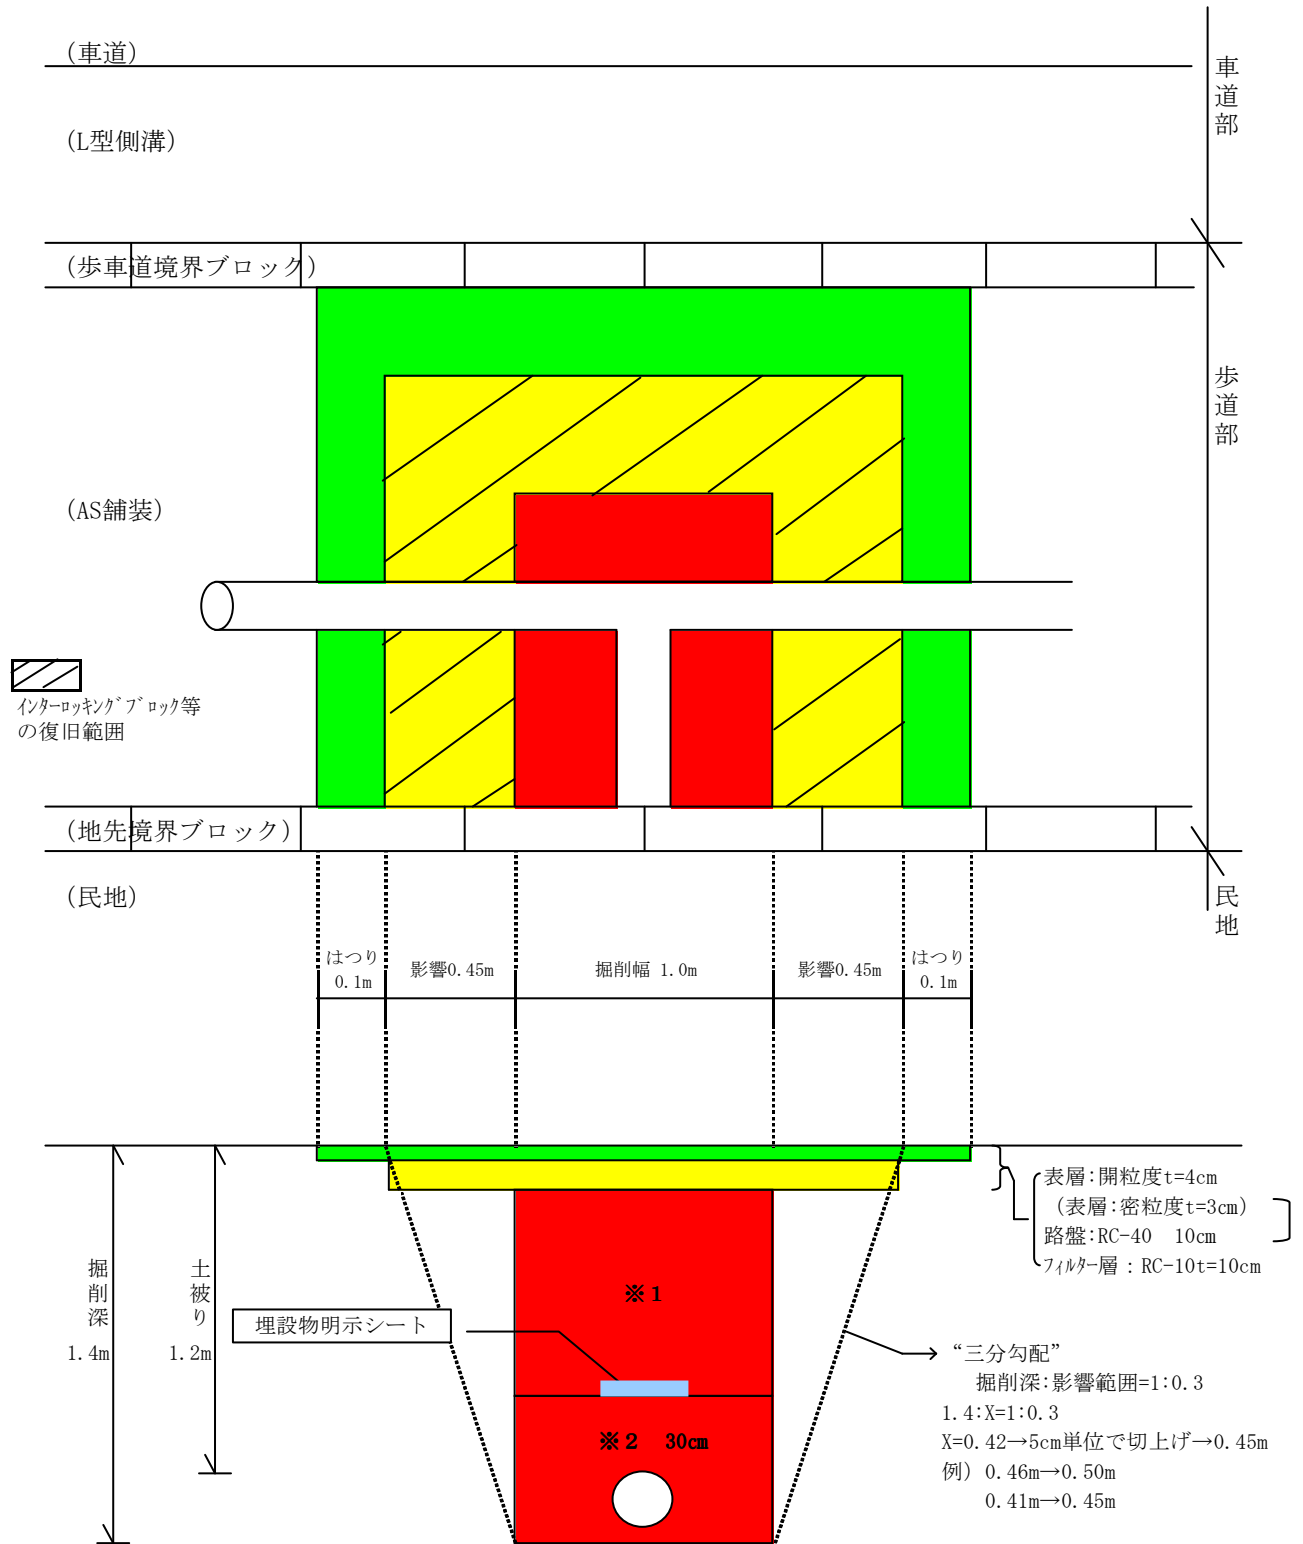 (車道)
車道部
(L型側溝)
(歩車道境界ブロック)
歩道部
(AS舗装)
インターロッキングブロック等
の復旧範囲
(地先境界ブロック)
(民地)
民地
はつり
0.1m
影響0.45m
掘削幅 1.0m
影響0.45m
はつり
0.1m
表層:開粒度t=4cm
(表層:密粒度t=3cm)
路盤:RC-40 10cm
フィルター層:RC-10t=10cm
掘削深
1.4m
土被り
1.2m
※1
埋設物明示シート
※2 30cm
“三分勾配”
掘削深:影響範囲=1:0.3
1.4:X=1:0.3
X=0.42→5cm単位で切上げ→0.45m
例) 0.46m→0.50m
0.41m→0.45m